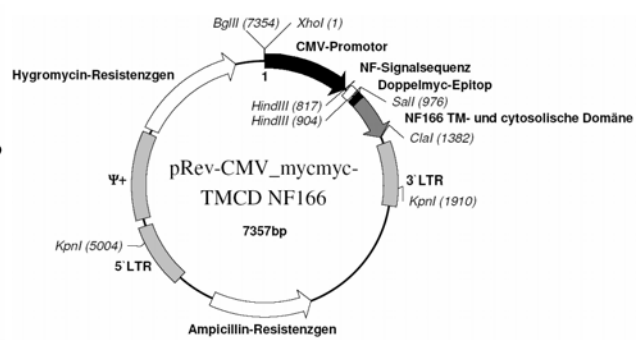 BglII (7354)
XhoI (1)
CMV-Promotor
NF-Signalsequenz
Doppelmyc-Epitop
SalI (976)
NF166 TM- und cytosolische Domäne
ClaI (1382)
Hygromycin-Resistenzgen
1
HindIII (817)
HindIII (904)
pRev-CMV_mycmyc-
TMCD NF166
7357bp
Ψ+
3`LTR
KpnI (1910)
KpnI (5004)
5`LTR
Ampicillin-Resistenzgen